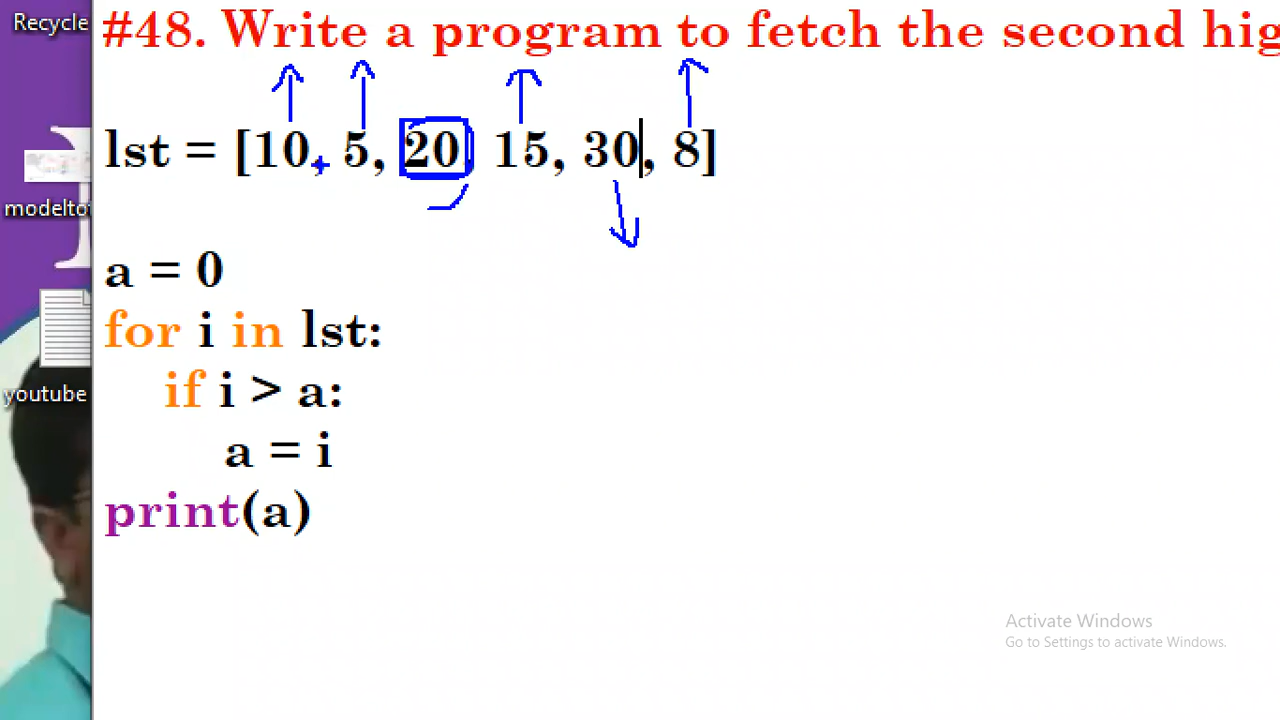 Recycle
#48. Write a program to fetch the second hig
lst = [10, 5, 20 15, 30, 8]
modelto
a = 0
for i in lst:
if i > a:
youtube
a = i
print(a)
Activate Windows
Go to Settings to activate Windows.